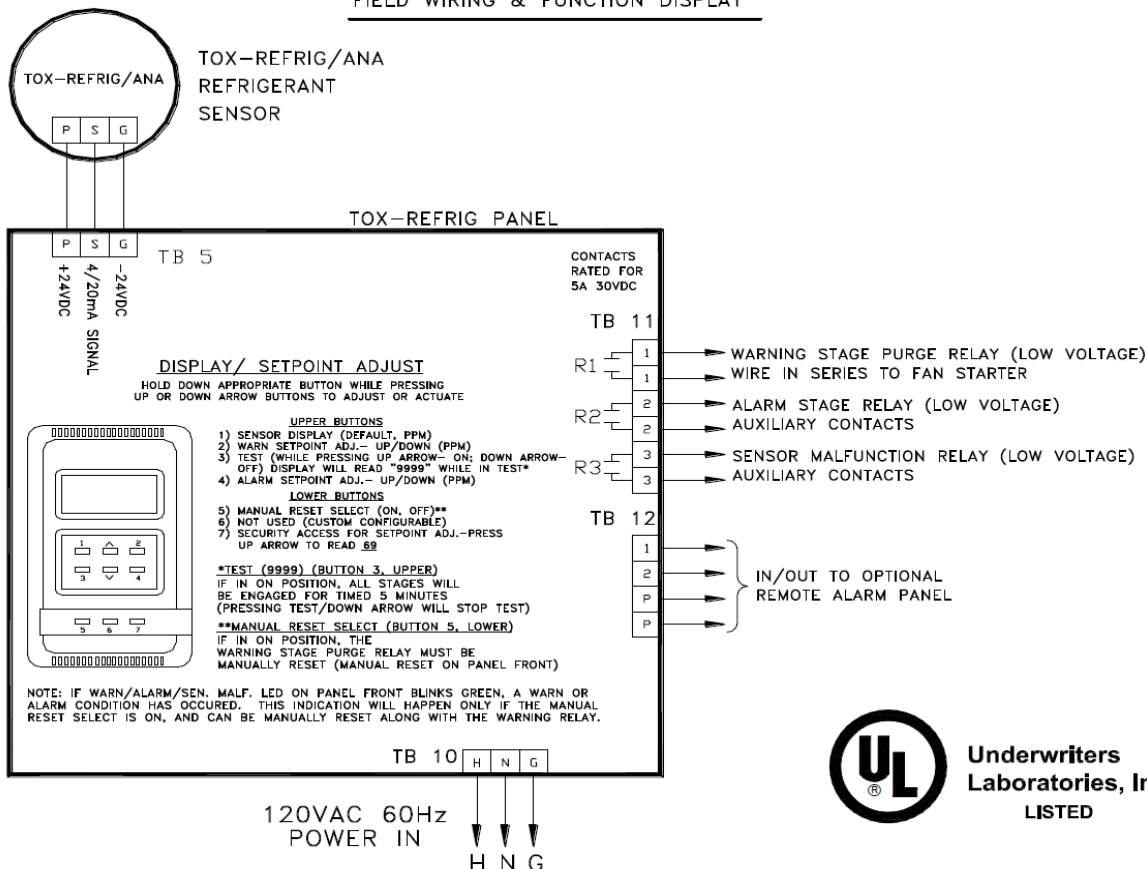 FIELD WIRING & FUNCTION DISPLAY
TOX-REFRIG/ANA
P S G
TOX-REFRIG/ANA
REFRIGERANT
SENSOR
TOX-REFRIG PANEL
P S G
TB 5
+24VDC
4/20mA SIGNAL
-24VDC
CONTACTS
RATED FOR
5A 30VDC
TB 11
R1
1
1
R2
2
2
R3
3
3
WARNING STAGE PURGE RELAY (LOW VOLTAGE)
WIRE IN SERIES TO FAN STARTER
ALARM STAGE RELAY (LOW VOLTAGE)
AUXILIARY CONTACTS
SENSOR MALFUNCTION RELAY (LOW VOLTAGE)
AUXILIARY CONTACTS
TB 12
1
2
P
P
IN/OUT TO OPTIONAL
REMOTE ALARM PANEL
DISPLAY/ SETPOINT ADJUST
HOLD DOWN APPROPRIATE BUTTON WHILE PRESSING
UP OR DOWN ARROW BUTTONS TO ADJUST OR ACTUATE
UPPER BUTTONS
1) SENSOR DISPLAY (DEFAULT, PPM)
2) WARN SETPOINT ADJ.- UP/DOWN (PPM)
3) TEST (WHILE PRESSING UP ARROW- ON; DOWN ARROW-
OFF) DISPLAY WILL READ "9999" WHILE IN TEST*
4) ALARM SETPOINT ADJ.- UP/DOWN (PPM)
LOWER BUTTONS
5) MANUAL RESET SELECT (ON, OFF)**
6) NOT USED (CUSTOM CONFIGURABLE)
7) SECURITY ACCESS FOR SETPOINT ADJ.-PRESS
UP ARROW TO READ 69
*TEST (9999) (BUTTON 3, UPPER)
IF IN ON POSITION, ALL STAGES WILL
BE ENGAGED FOR TIMED 5 MINUTES
(PRESSING TEST/DOWN ARROW WILL STOP TEST)
**MANUAL RESET SELECT (BUTTON 5, LOWER)
IF IN ON POSITION, THE
WARNING STAGE PURGE RELAY MUST BE
MANUALLY RESET (MANUAL RESET ON PANEL FRONT)
1 2
3 4
5 6 7
NOTE: IF WARN/ALARM/SEN. MALF. LED ON PANEL FRONT BLINKS GREEN, A WARN OR
ALARM CONDITION HAS OCCURED. THIS INDICATION WILL HAPPEN ONLY IF THE MANUAL
RESET SELECT IS ON, AND CAN BE MANUALLY RESET ALONG WITH THE WARNING RELAY.
TB 10
H N G
120VAC 60Hz
POWER IN
H N G
UL
®
Underwriters
Laboratories, In
LISTED